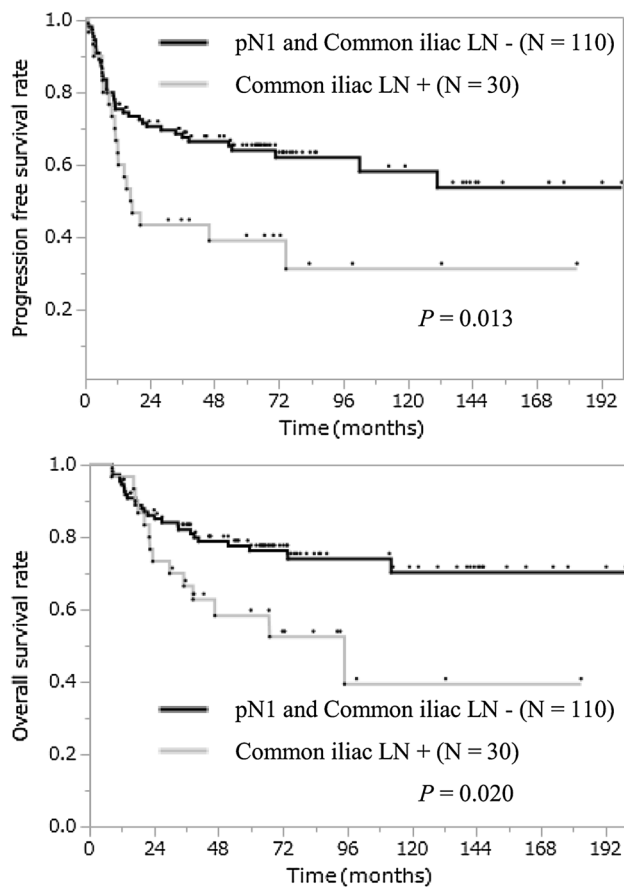 1.0
pN1 and Common iliac LN - (N = 110)
Common iliac LN + (N = 30)
0.8
0.6
0.4
0.2
P = 0.013
Progression free survival rate
0 24 48 72 96 120 144 168 192
Time (months)
1.0
0.8
0.6
0.4
pN1 and Common iliac LN - (N = 110)
Common iliac LN + (N = 30)
0.2
P = 0.020
0.0
Overall survival rate
0 24 48 72 96 120 144 168 192
Time (months)